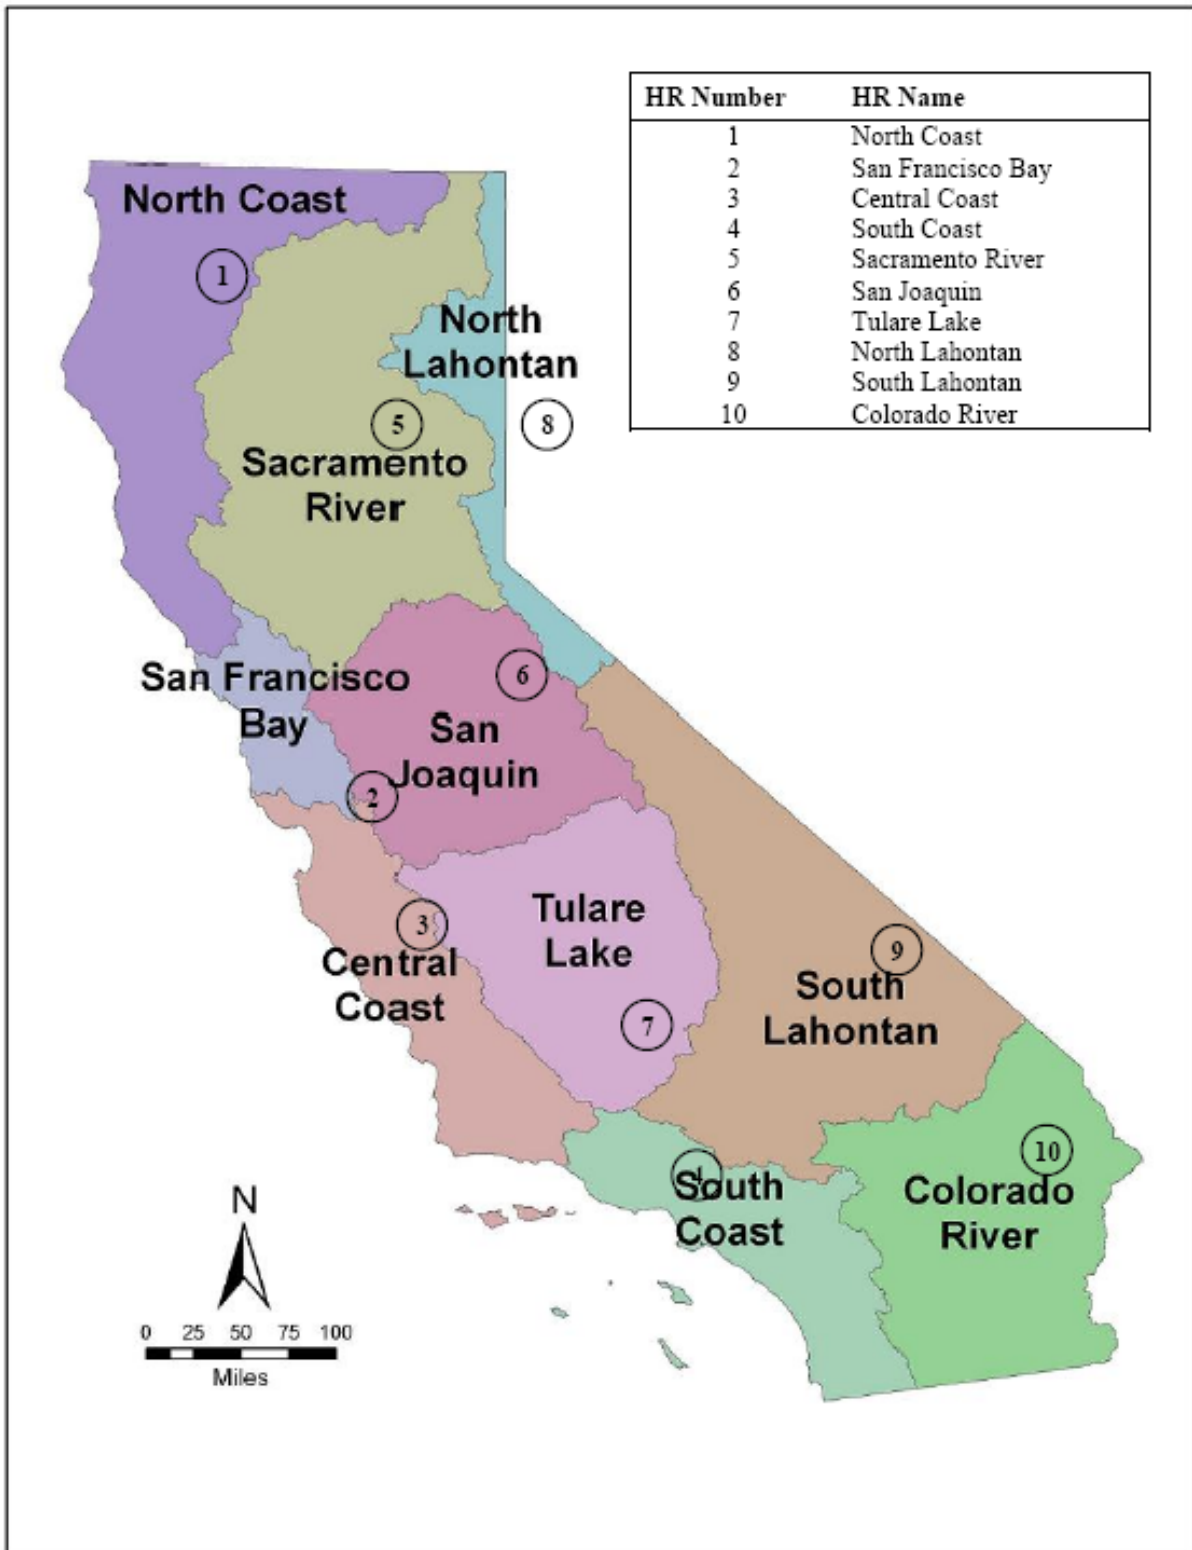 HR Number HR Name
1 North Coast
2 San Francisco Bay
3 Central Coast
4 South Coast
5 Sacramento River
6 San Joaquin
7 Tulare Lake
8 North Lahontan
9 South Lahontan
10 Colorado River
North Coast
1
North
Lahontan
8
5
Sacramento
River
San Francisco
Bay
2
6
San
Joaquin
3
Central
Coast
Tulare
Lake
7
9
South
Lahontan
4
South
Coast
10
Colorado
River
N
0 25 50 75 100
Miles